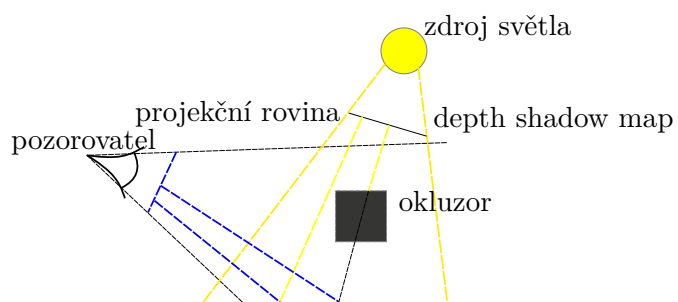 zdroj světla
projekční rovina
depth shadow map
pozorovatel
okluzor